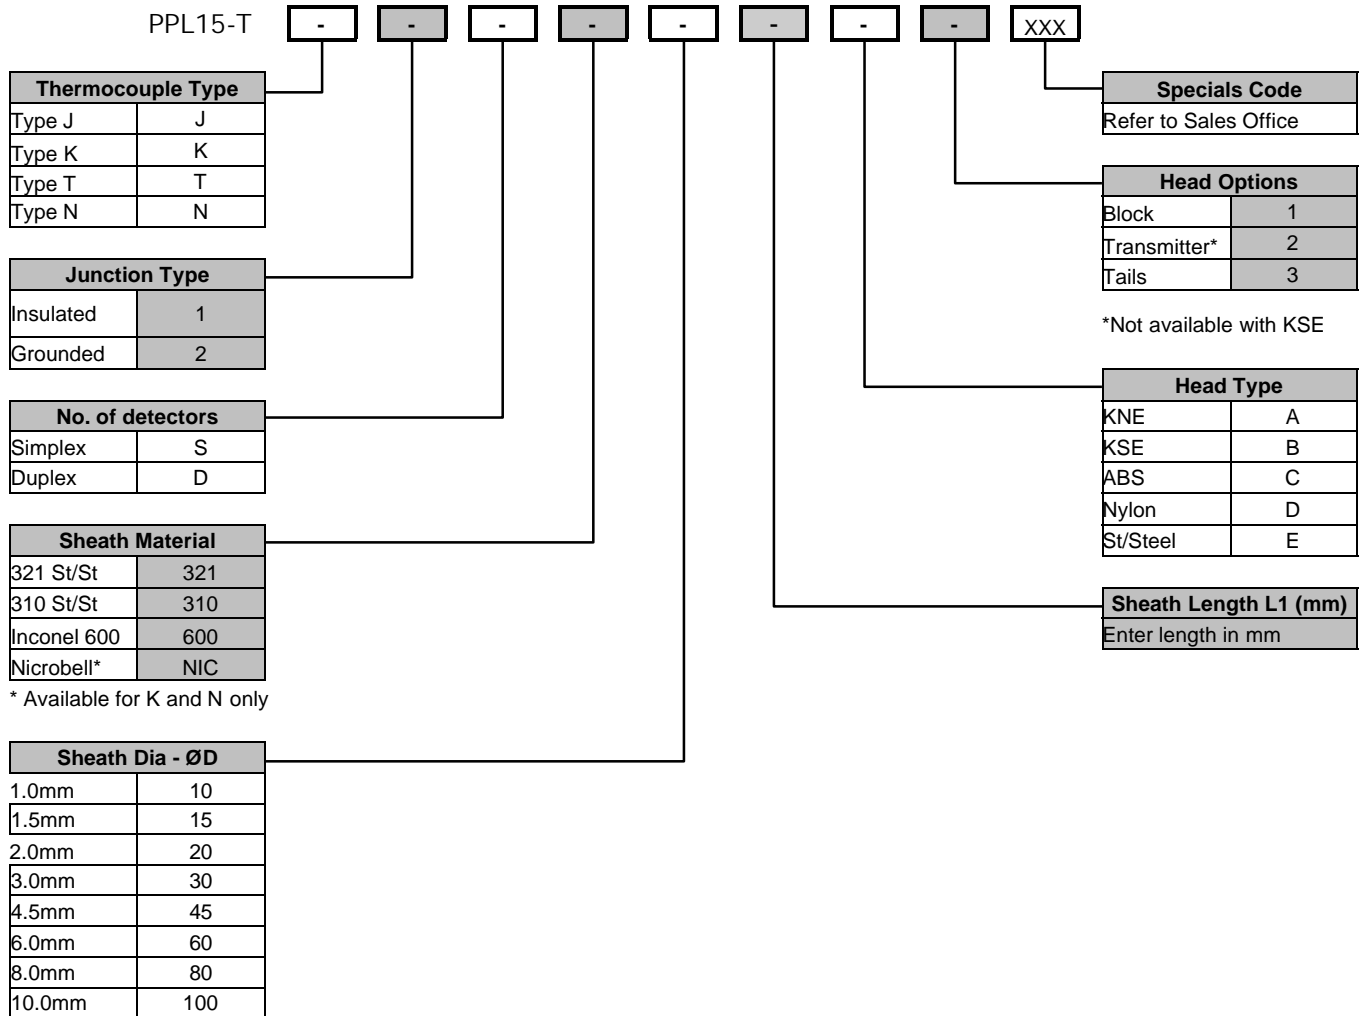 PPL15-T - - - - - - - - XXX
Thermocouple Type
Type J J
Type K K
Type T T
Type N N
Junction Type
Insulated 1
Grounded 2
No. of detectors
Simplex S
Duplex D
Sheath Material
321 St/St 321
310 St/St 310
Inconel 600 600
Nicrobell* NIC
* Available for K and N only
Sheath Dia - ØD
1.0mm 10
1.5mm 15
2.0mm 20
3.0mm 30
4.5mm 45
6.0mm 60
8.0mm 80
10.0mm 100
Specials Code
Refer to Sales Office
Head Options
Block 1
Transmitter* 2
Tails 3
*Not available with KSE
Head Type
KNE A
KSE B
ABS C
Nylon D
St/Steel E
Sheath Length L1 (mm)
Enter length in mm